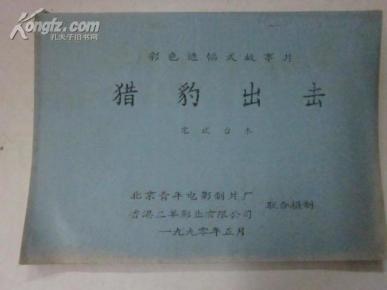 孔夫子旧书网
彩色遮幅式故事片
猎豹出击
完成台本
北京青年电影制片厂
香港三羊影业有限公司
联合摄制
一九九零年五月